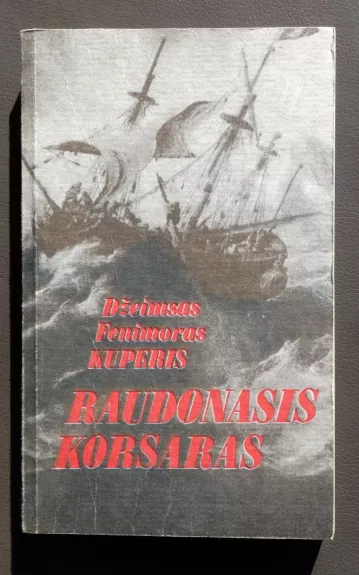 Džeimsas
Fenimoras
KUPERIS
RAUDONASIS
KORSARAS